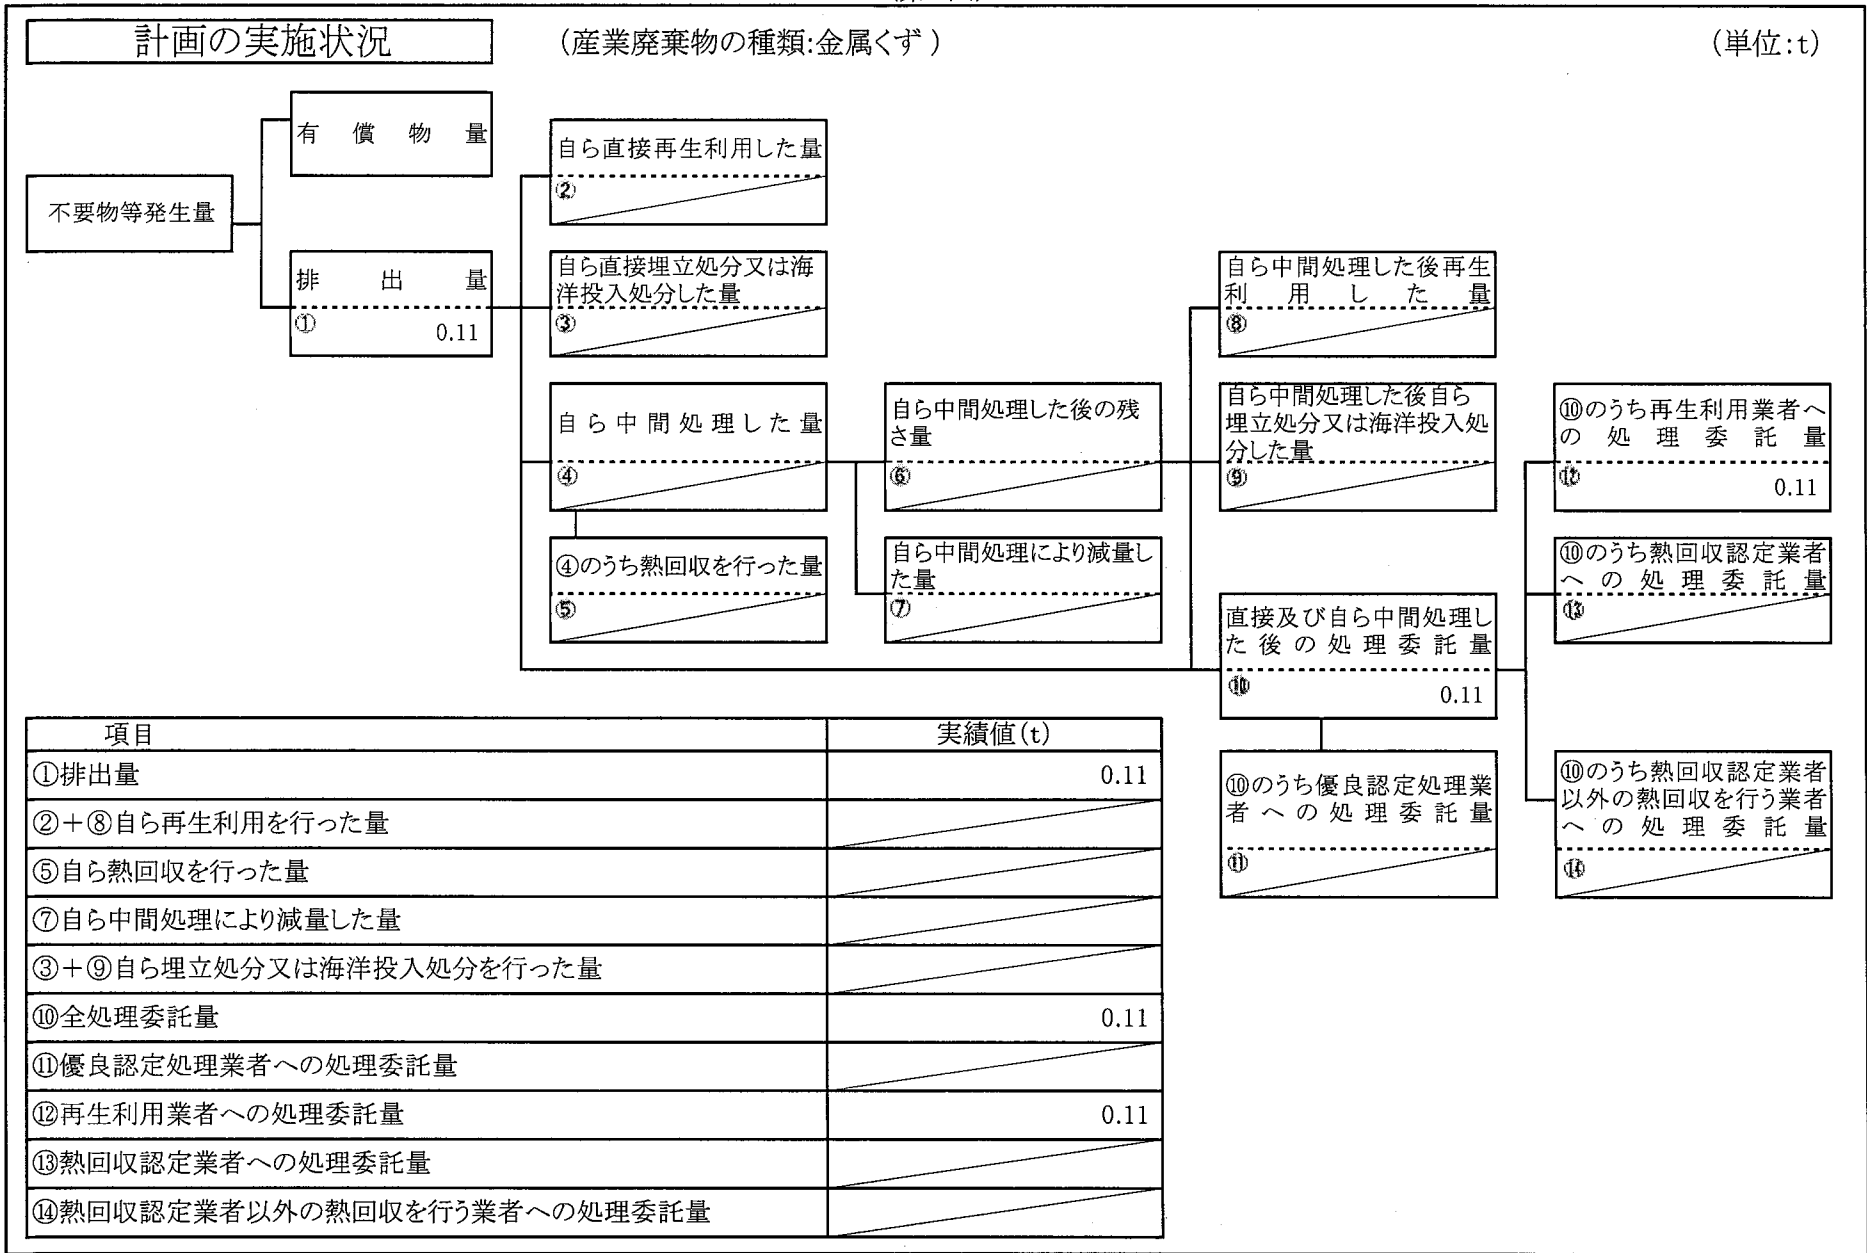 計画の実施状況
(産業廃棄物の種類:金属くず)
(単位:t)
有償物量
不要物等発生量
排出量
①
0.11
自ら直接再生利用した量
②
自ら直接埋立処分又は海
洋投入処分した量
③
自ら中間処理した量
④
④のうち熱回収を行った量
⑤
自ら中間処理した後の残
さ量
⑥
自ら中間処理により減量し
た量
⑦
自ら中間処理した後再生
利用した量
⑧
自ら中間処理した後自ら
埋立処分又は海洋投入処
分した量
⑨
直接及び自ら中間処理し
た後の処理委託量
⑩
0.11
⑩のうち優良認定処理業
者への処理委託量
⑪
⑩のうち再生利用業者へ
の処理委託量
⑫
0.11
⑩のうち熱回収認定業者
への処理委託量
⑬
⑩のうち熱回収認定業者
以外の熱回収を行う業者
への処理委託量
⑭
項目 実績値(t)
①排出量 0.11
②+⑧自ら再生利用を行った量
⑤自ら熱回収を行った量
⑦自ら中間処理により減量した量
③+⑨自ら埋立処分又は海洋投入処分を行った量
⑩全処理委託量 0.11
⑪優良認定処理業者への処理委託量
⑫再生利用業者への処理委託量 0.11
⑬熱回収認定業者への処理委託量
⑭熱回収認定業者以外の熱回収を行う業者への処理委託量